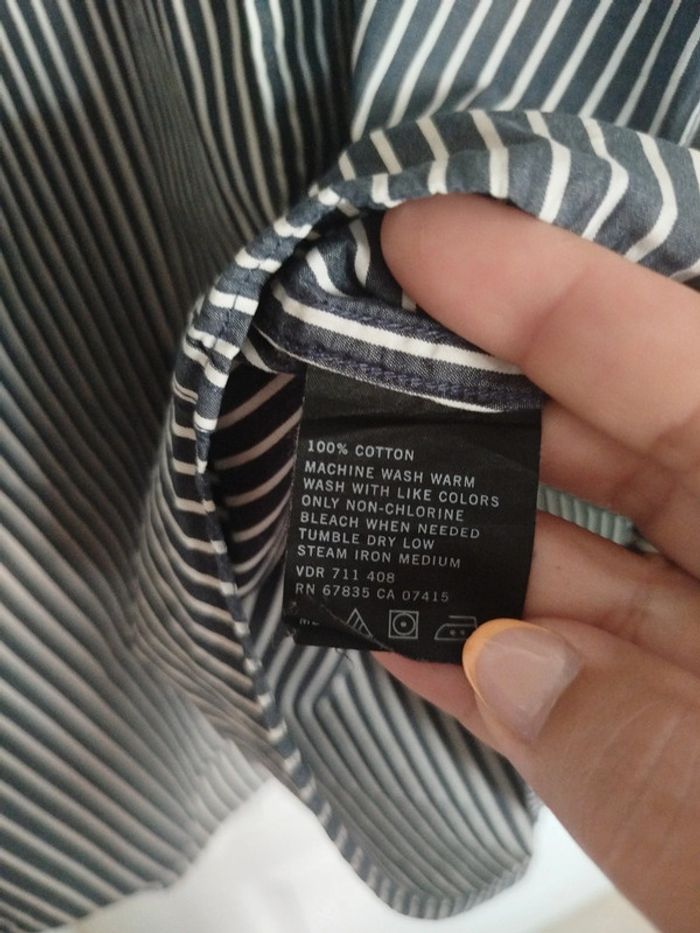 100% COTTON
MACHINE WASH WARM
WASH WITH LIKE COLORS
ONLY NON-CHLORINE
BLEACH WHEN NEEDED
TUMBLE DRY LOW
STEAM IRON MEDIUM
VDR 711 408
RN 67835 CA 07415